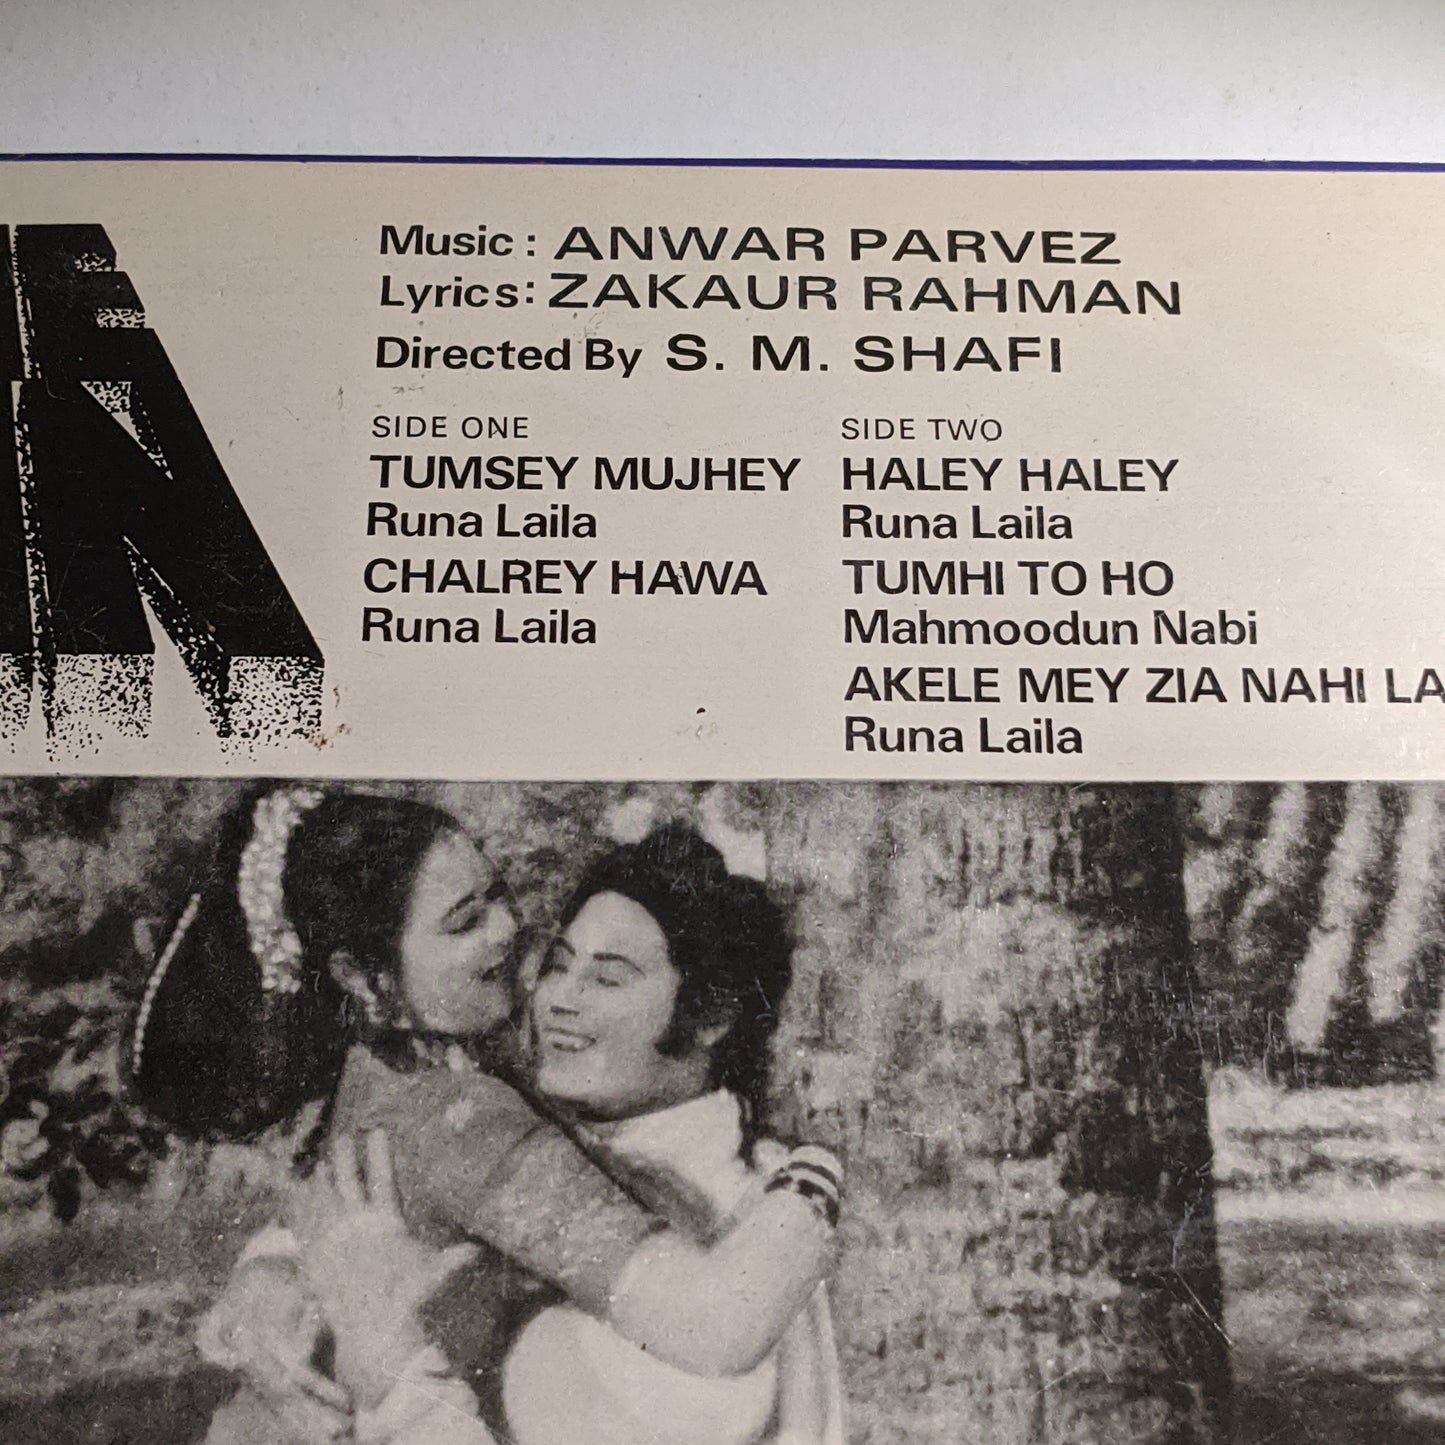 Music: ANWAR PARVEZ
Lyrics: ZAKAUR RAHMAN
Directed By S. M. SHAFI
SIDE ONE
TUMSEY MUJHEY
Runa Laila
CHALREY HAWA
Runa Laila
SIDE TWO
HALEY HALEY
Runa Laila
TUMHI TO HO
Mahmoodun Nabi
AKELE MEY ZIA NAHI
Runa Laila